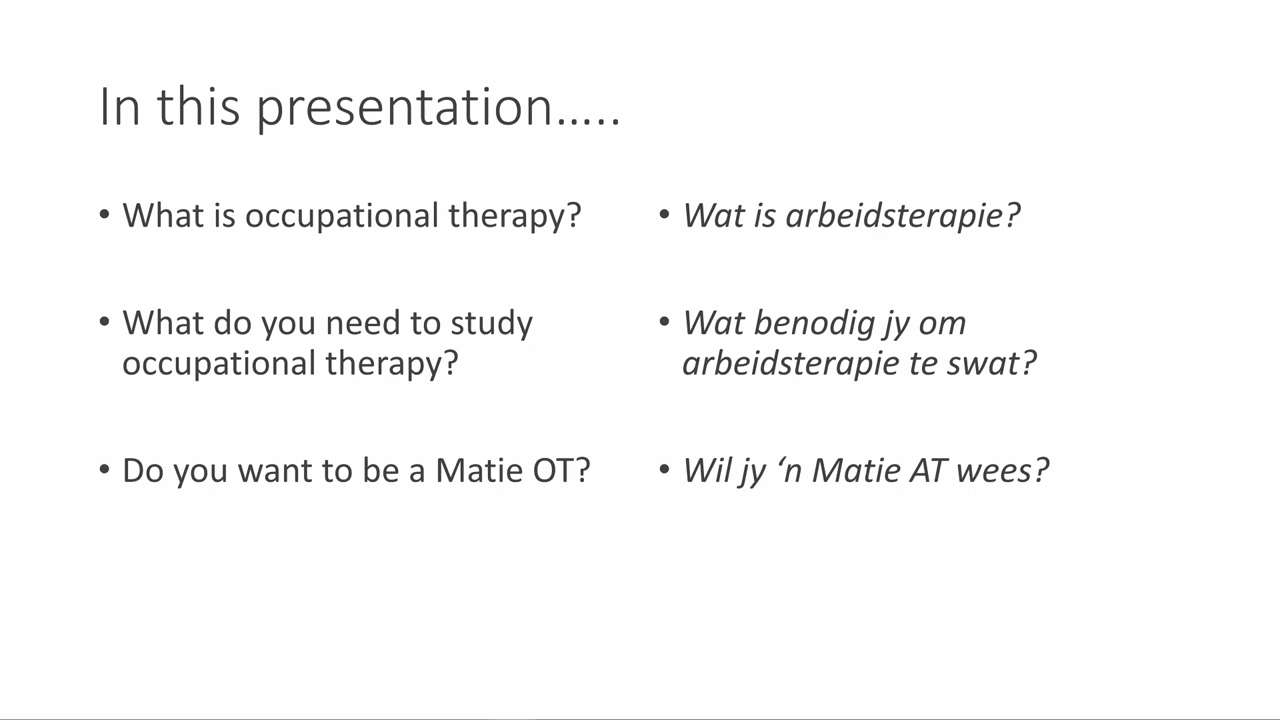 In this presentation…..
• What is occupational therapy?
• What do you need to study
occupational therapy?
• Do you want to be a Matie OT?
• Wat is arbeidsterapie?
• Wat benodig jy om
arbeidsterapie te swat?
• Wil jy ‘n Matie AT wees?